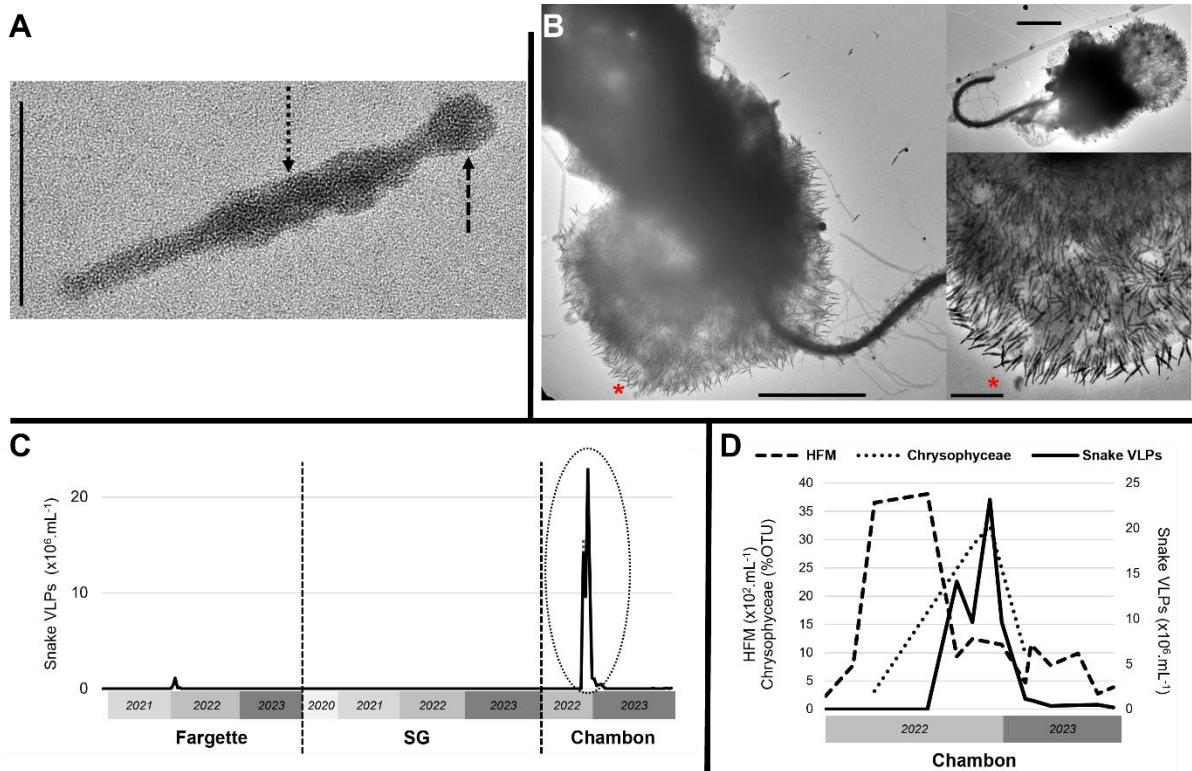 A
B
*
*
C
Snake VLPs (x10⁶.mL⁻¹)
20
10
0
2021 2022 2023 2020 2021 2022 2023 2022 2023
Fargette SG Chambon
D
HFM Chrysophyceae Snake VLPs
HFM (x10².mL⁻¹)
Chrysophyceae (%OTU)
40
35
30
25
20
15
10
5
0
25
20
15
10
5
0
Snake VLPs (x10⁶.mL⁻¹)
2022 2023
Chambon